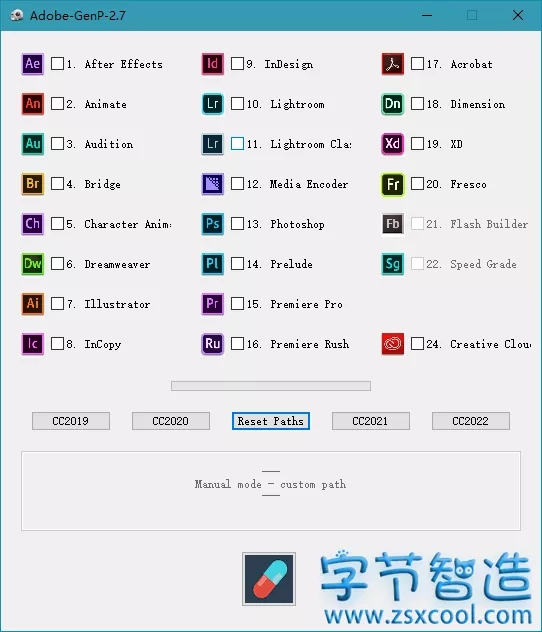 Adobe-GenP-2.7
Ae 1. After Effects
Id 9. InDesign
17. Acrobat
An 2. Animate
Lr 10. Lightroom
Dn 18. Dimension
Au 3. Audition
Lr 11. Lightroom Clas
Xd 19. XD
Br 4. Bridge
12. Media Encoder
Fr 20. Fresco
Ch 5. Character Anim
Ps 13. Photoshop
Fb 21. Flash Builder
Dw 6. Dreamweaver
Pl 14. Prelude
Sg 22. Speed Grade
Ai 7. Illustrator
Pr 15. Premiere Pro
Ic 8. InCopy
Ru 16. Premiere Rush
24. Creative Clou
CC2019
CC2020
Reset Paths
CC2021
CC2022
Manual mode - custom path
字节智造
www.zsxcool.com